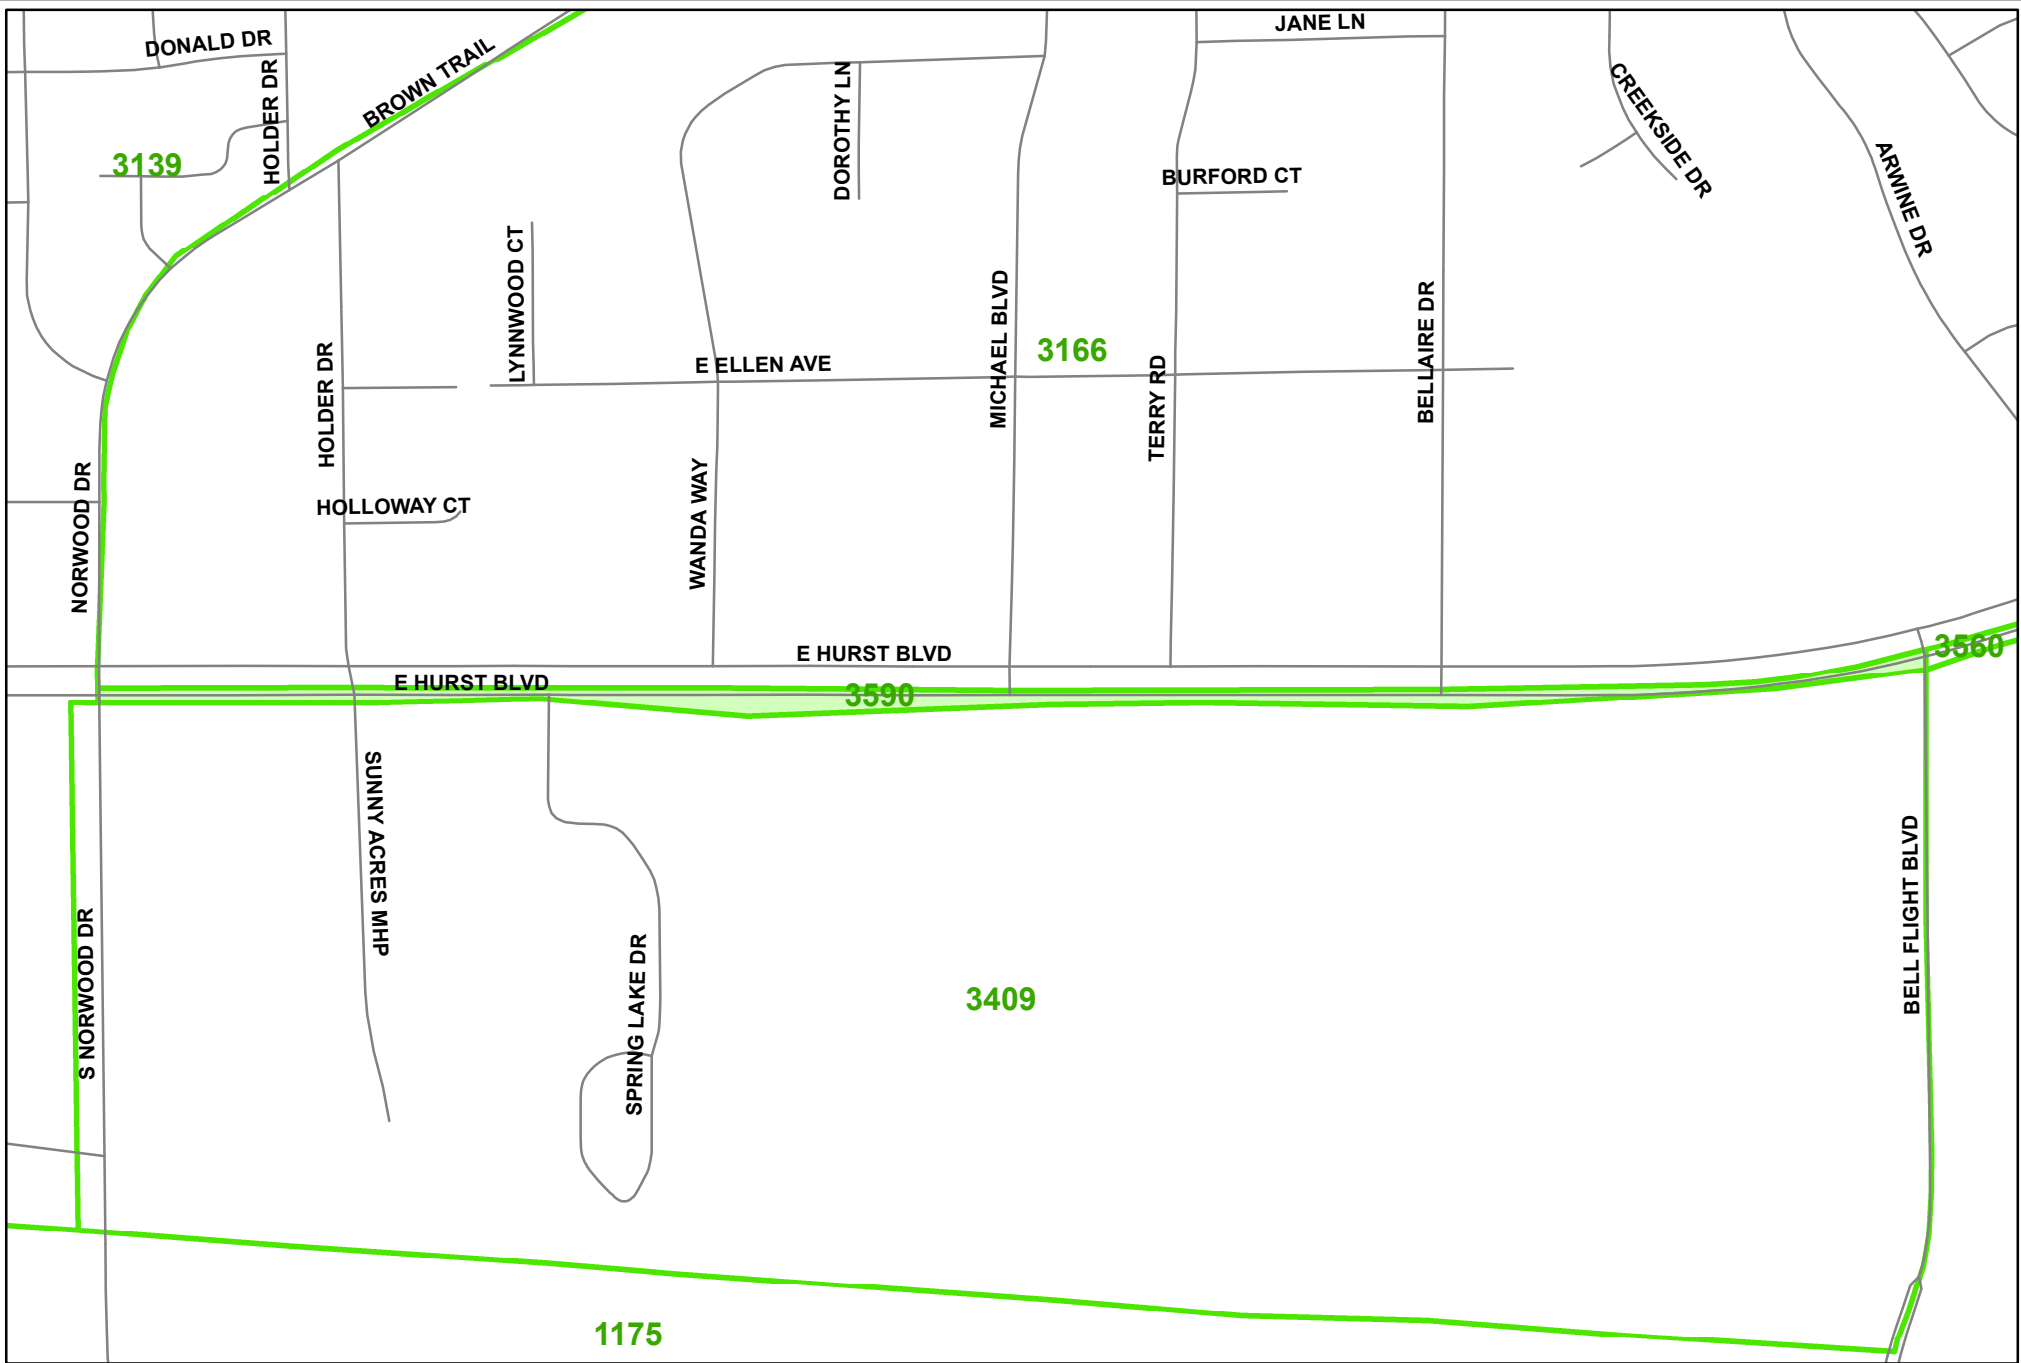 JANE LN
DONALD DR
BROWN TRAIL
HOLDER DR
DOROTHY LN
CREEKSIDE DR
3139
BURFORD CT
ARWINE DR
LYNNWOOD CT
MICHAEL BLVD
BELLAIRE DR
3166
HOLDER DR
E ELLEN AVE
TERRY RD
NORWOOD DR
WANDA WAY
HOLLOWAY CT
E HURST BLVD
3560
E HURST BLVD
3590
SUNNY ACRES MHP
BELL FLIGHT BLVD
S NORWOOD DR
SPRING LAKE DR
3409
1175